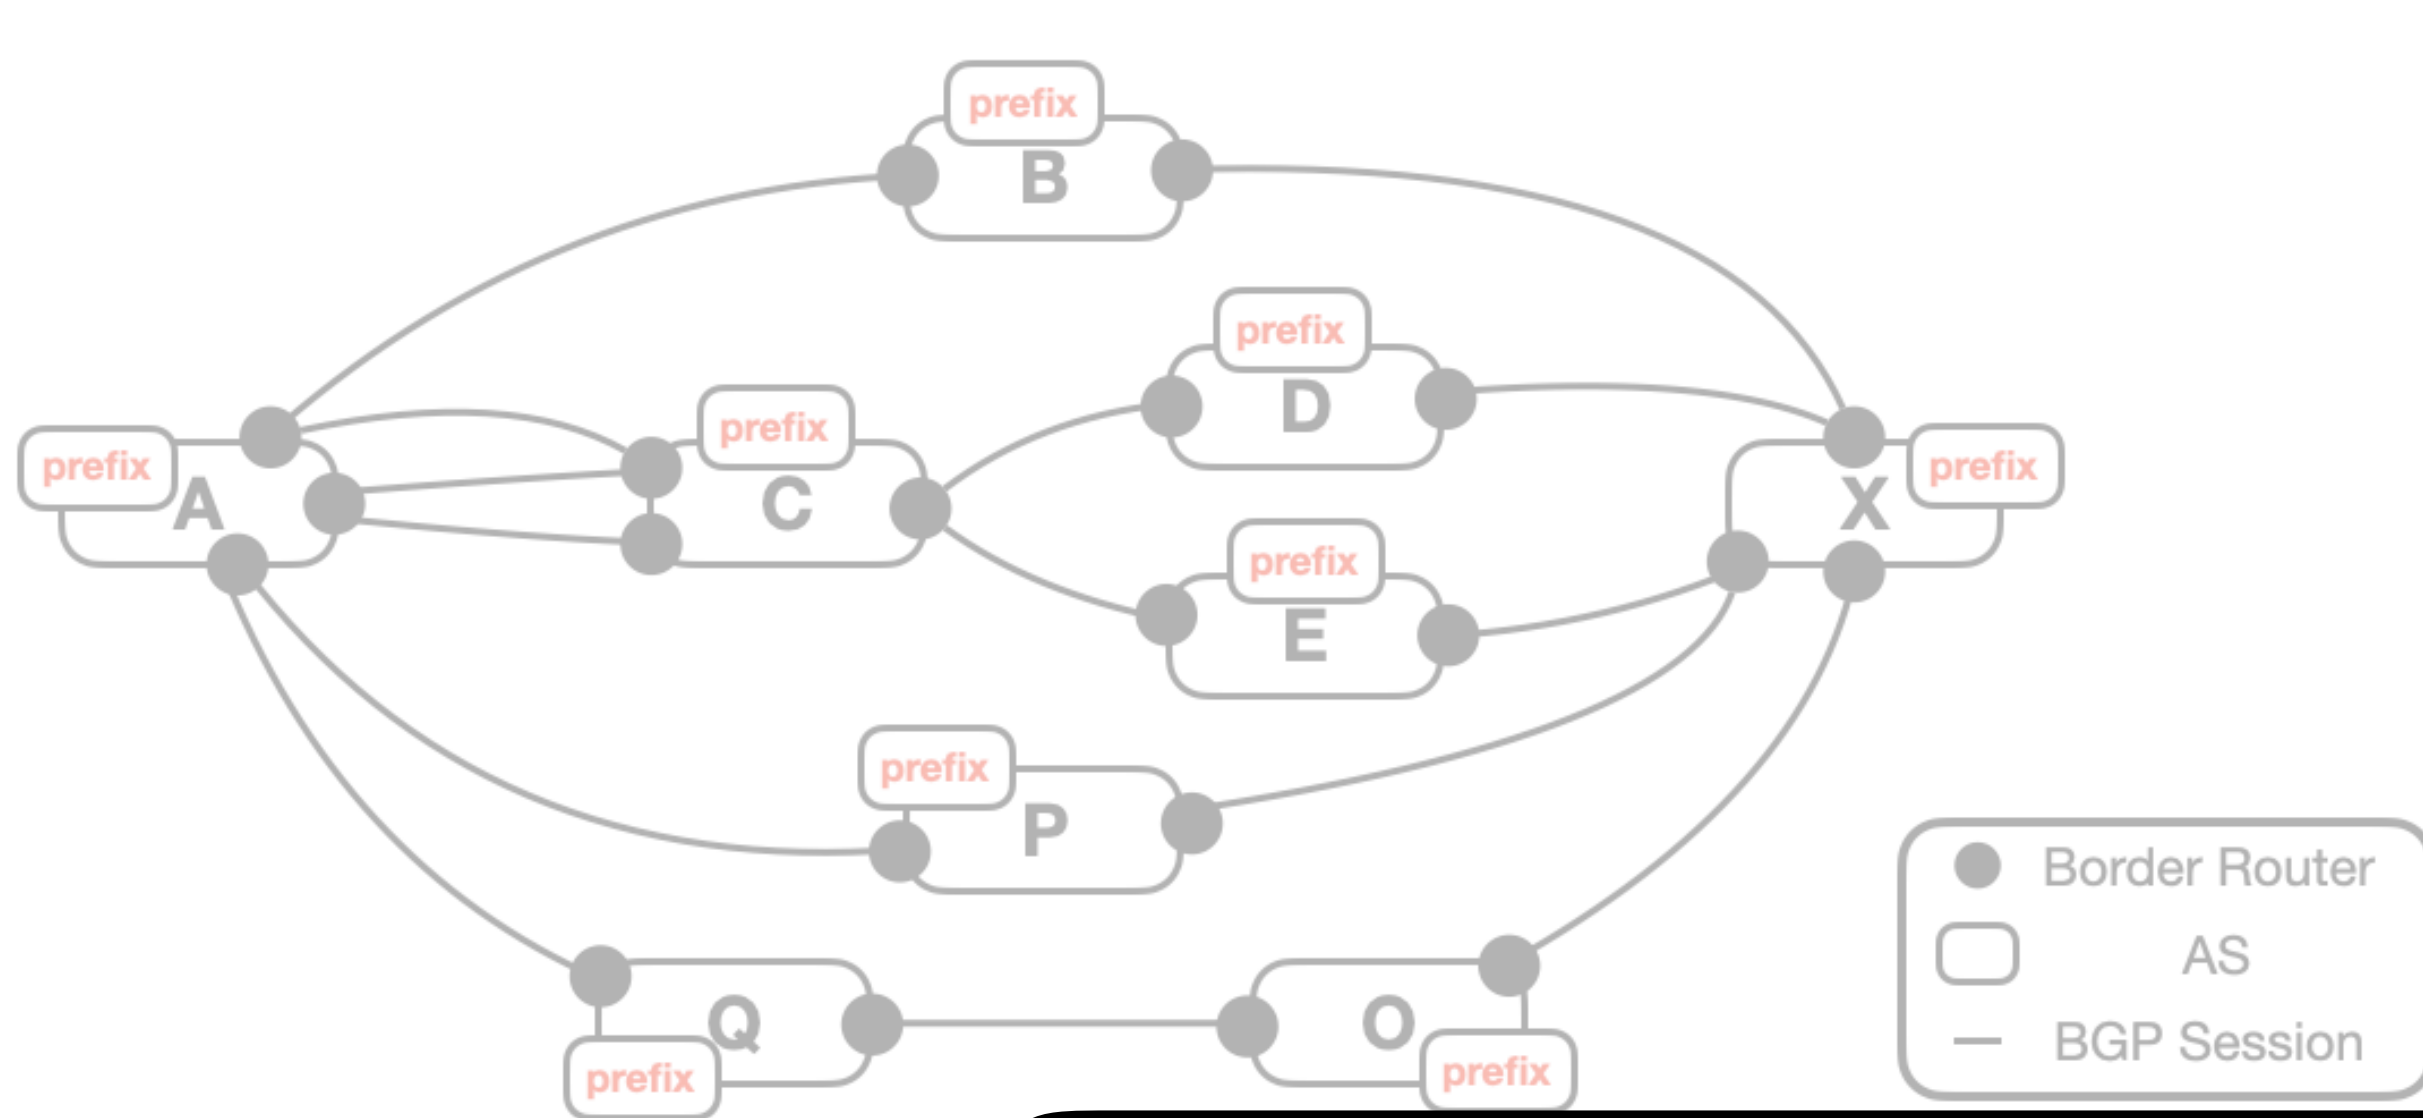 prefix
B
prefix
D
prefix
C
prefix
A
prefix
X
prefix
E
prefix
P
Q
prefix
O
prefix
Border Router
AS
BGP Session